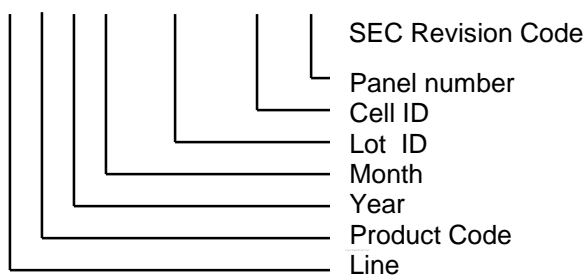 SEC Revision Code
Panel number
Cell ID
Lot ID
Month
Year
Product Code
Line